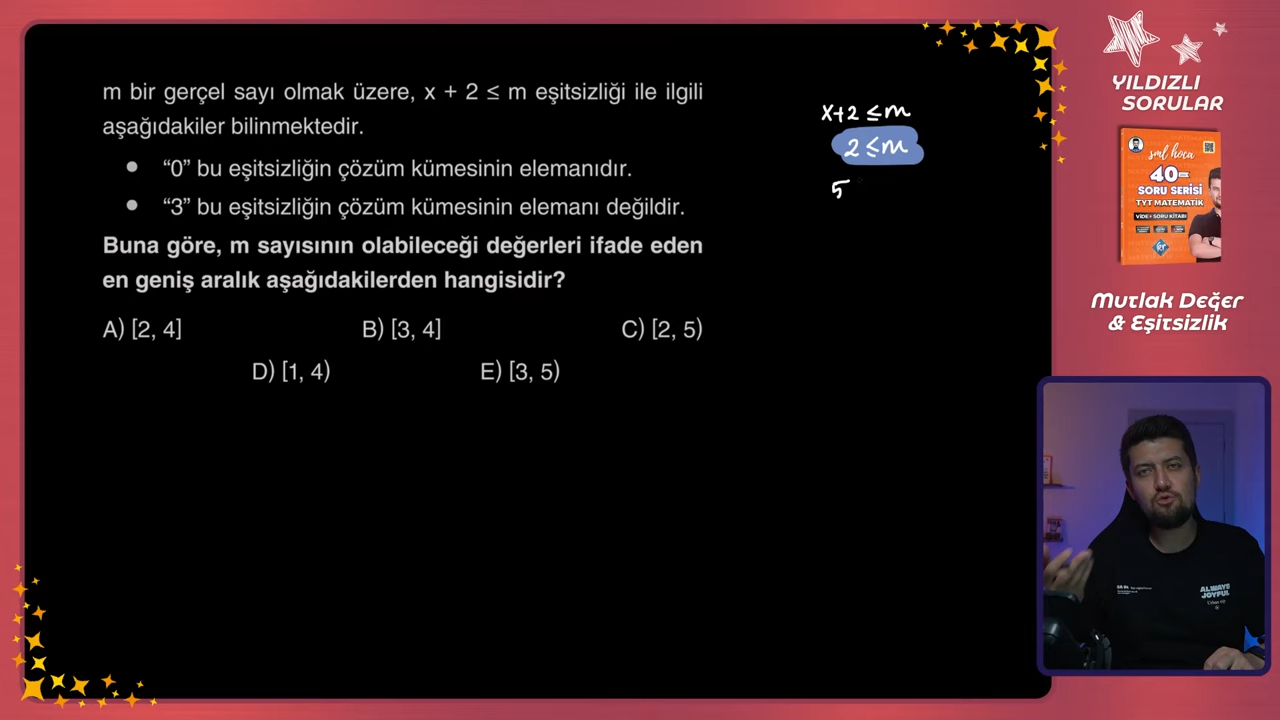 m bir gerçel sayı olmak üzere, x + 2 ≤ m eşitsizliği ile ilgili
aşağıdakiler bilinmektedir.
• “0” bu eşitsizliğin çözüm kümesinin elemanıdır.
• “3” bu eşitsizliğin çözüm kümesinin elemanı değildir.
Buna göre, m sayısının olabileceği değerleri ifade eden
en geniş aralık aşağıdakilerden hangisidir?
A) [2, 4] B) [3, 4] C) [2, 5)
D) [1, 4) E) [3, 5)
x+2 ≤ m
2 ≤ m
5
YILDIZLI
SORULAR
sml hoca
40
SORU SERİSİ
TYT MATEMATİK
Mutlak Değer
& Eşitsizlik
ALWAYS
JOYFUL